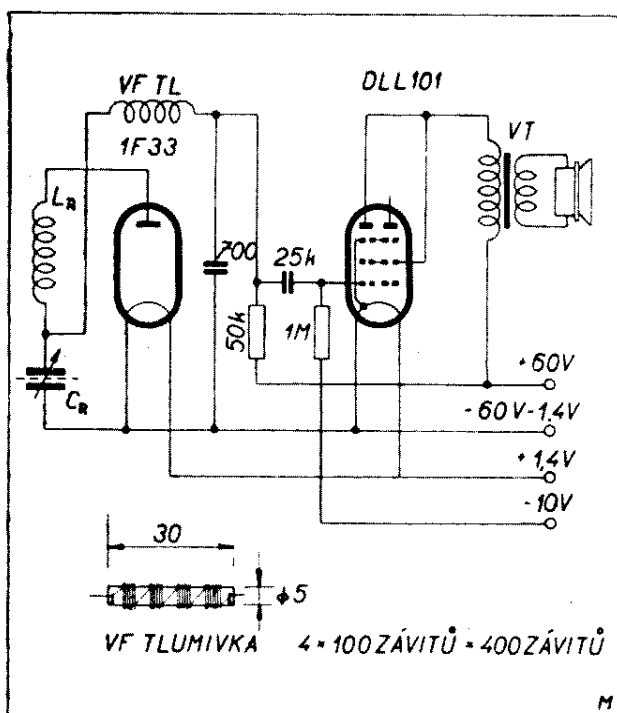 VF TL
DLL101
1F33
VT
LR
700
25k
50k
1M
+60V
CR
-60V-1,4V
+1,4V
-10V
30
φ5
VF TLUMIVKA 4×100 ZÁVITŮ = 400 ZÁVITŮ
M